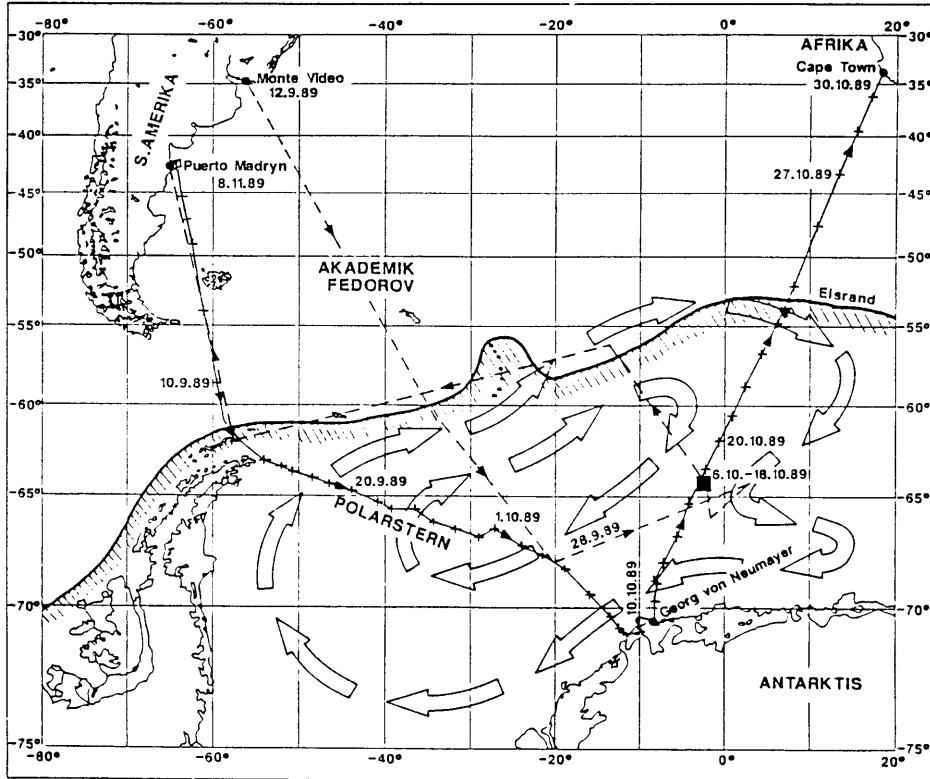 -80° -60° -40° -20° 0° 20°
-30° -30°
-35° -35°
-40° -40°
-45° -45°
-50° -50°
-55° -55°
-60° -60°
-65° -65°
-70° -70°
-75° -75°
-80° -60° -40° -20° 0° 20°
S.AMERIKA
Monte Video
12.9.89
AFRIKA
Cape Town
30.10.89
Puerto Madryn
8.11.89
27.10.89
AKADEMIK
FEDOROV
Eisrand
10.9.89
20.10.89
6.10.-18.10.89
20.9.89
POLARSTERN
1.10.89
28.9.89
10.10.89
Georg von Neumayer
ANTARKTIS